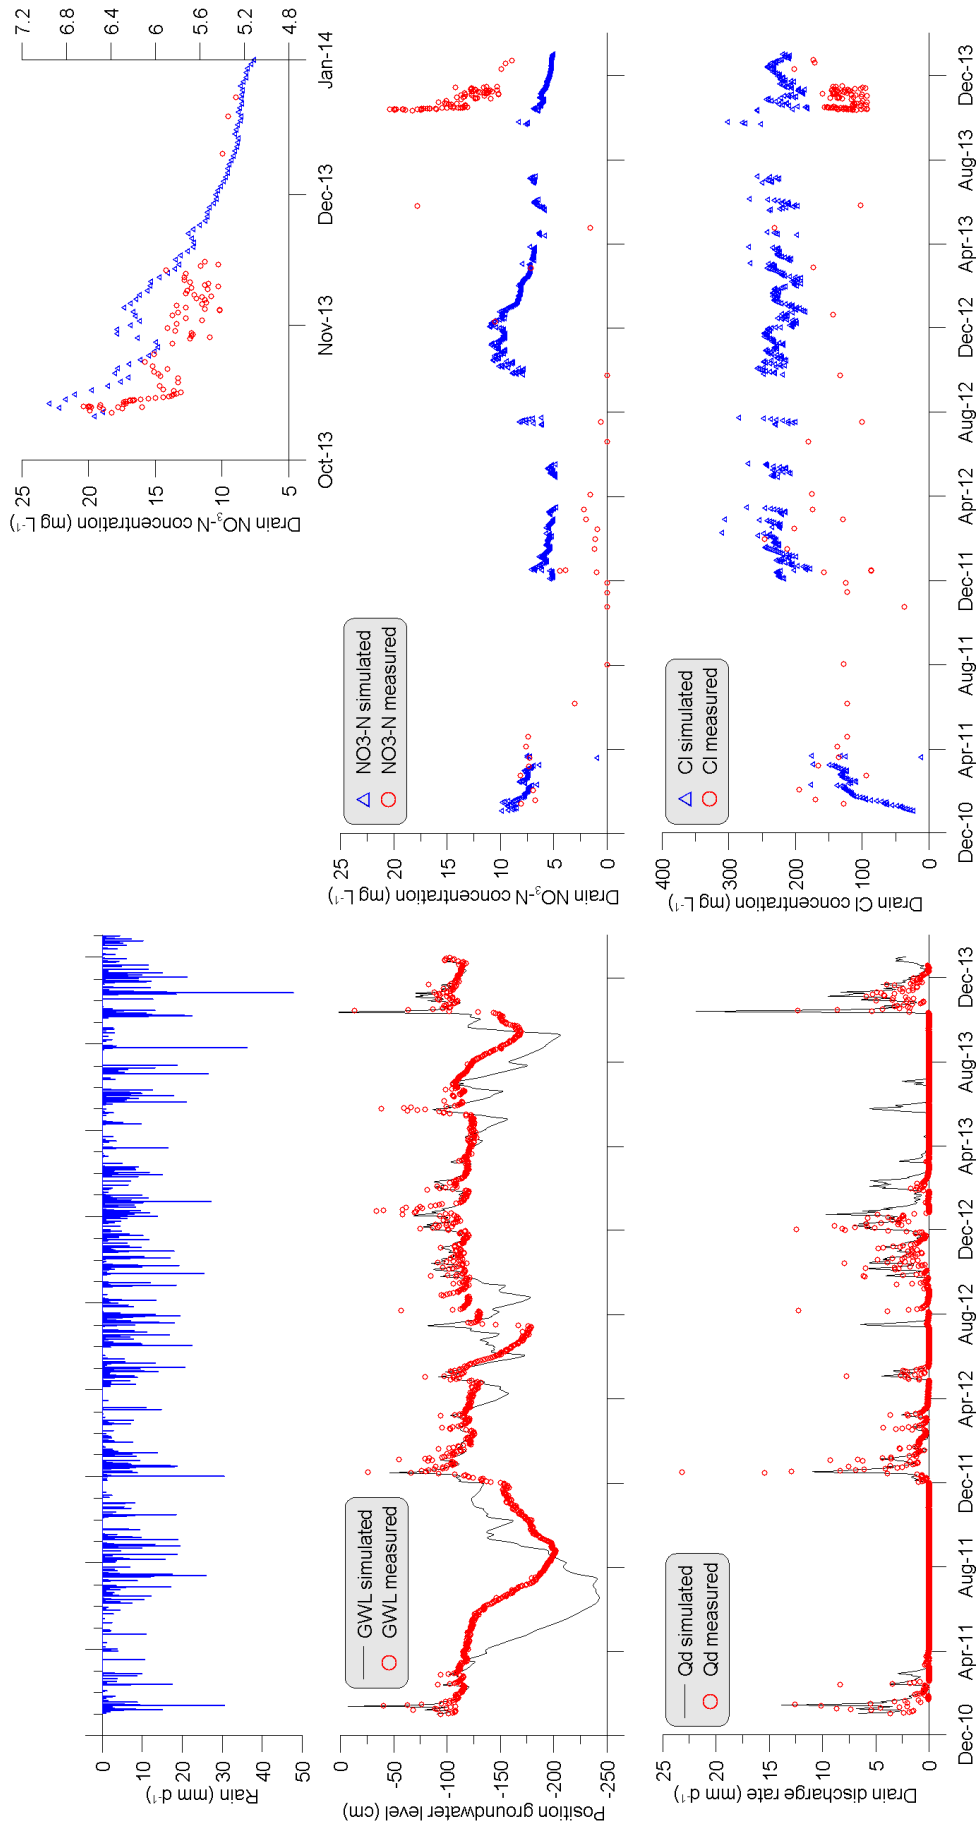 0
10
20
30
40
50
Rain (mm d⁻¹)
0
-50
-100
-150
-200
-250
Position groundwater level (cm)
GWL simulated
GWL measured
25
20
15
10
5
0
Drain discharge rate (mm d⁻¹)
Qd simulated
Qd measured
Dec-10
Apr-11
Aug-11
Dec-11
Apr-12
Aug-12
Dec-12
Apr-13
Aug-13
Dec-13
25
20
15
10
5
Drain NO₃-N concentration (mg L⁻¹)
7.2
6.8
6.4
6
5.6
5.2
4.8
Oct-13
Nov-13
Dec-13
Jan-14
25
20
15
10
5
0
Drain NO₃-N concentration (mg L⁻¹)
NO3-N simulated
NO3-N measured
400
300
200
100
0
Drain Cl concentration (mg L⁻¹)
Cl simulated
Cl measured
Dec-10
Apr-11
Aug-11
Dec-11
Apr-12
Aug-12
Dec-12
Apr-13
Aug-13
Dec-13